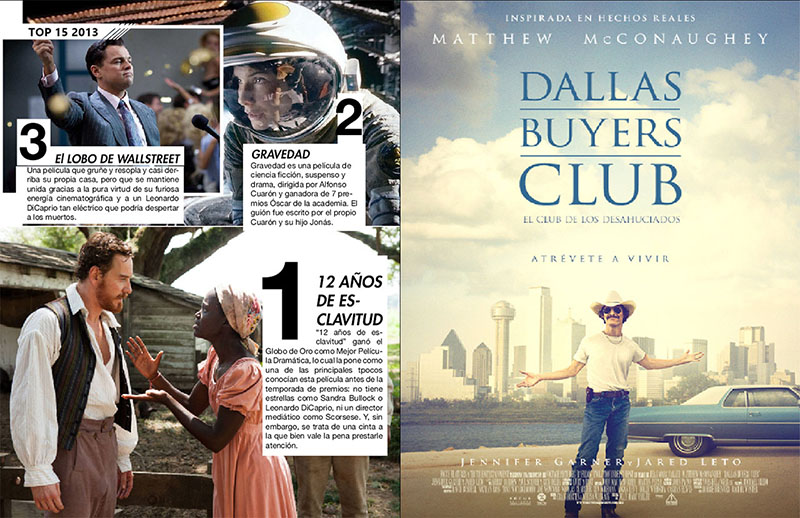 TOP 15 2013
3
El LOBO DE WALLSTREET
Una película que gruñe y resopla y casi der-
riba su propia casa, pero que se mantiene
unida gracias a la pura virtud de su furiosa
energía cinematográfica y a un Leonardo
DiCaprio tan eléctrico que podría despertar
a los muertos.
2
GRAVEDAD
Gravedad es una película de
ciencia ficción, suspenso y
drama, dirigida por Alfonso
Cuarón y ganadora de 7 pre-
mios Óscar de la academia. El
guión fue escrito por el propio
Cuarón y su hijo Jonás.
1
12 AÑOS
DE ES-
CLAVITUD
"12 años de es-
clavitud" ganó el
Globo de Oro como Mejor Pelícu-
la Dramática, lo cual la pone como
una de las principales tpocos
conocían esta película antes de la
temporada de premios: no tiene
estrellas como Sandra Bullock o
Leonardo DiCaprio, ni un director
mediático como Scorsese. Y, sin
embargo, se trata de una cinta a
la que bien vale la pena prestarle
atención.
INSPIRADA EN HECHOS REALES
MATTHEW McCONAUGHEY
DALLAS
BUYERS
CLUB
EL CLUB DE LOS DESAHUCIADOS
ATRÉVETE A VIVIR
JENNIFER GARNER Y JARED LETO